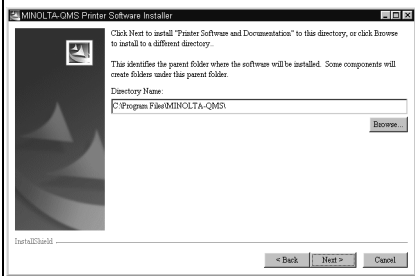 MINOLTA-QMS Printer Software Installer
Click Next to install "Printer Software and Documentation" to this directory, or click Browse
to install to a different directory..
This identifies the parent folder where the software will be installed. Some components will
create folders under this parent folder.
Directory Name:
C:\Program Files\MINOLTA-QMS\
Browse...
InstallShield
< Back Next > Cancel